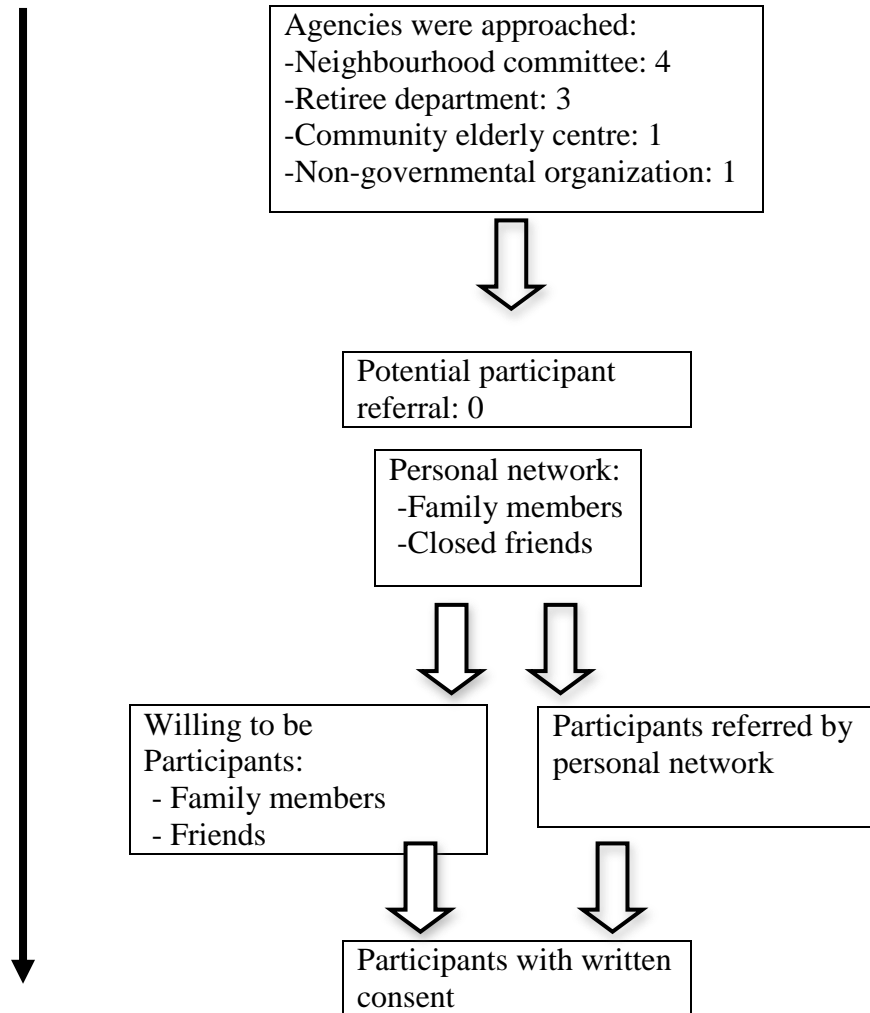 Agencies were approached:
-Neighbourhood committee: 4
-Retiree department: 3
-Community elderly centre: 1
-Non-governmental organization: 1
Potential participant
referral: 0
Personal network:
-Family members
-Closed friends
Willing to be
Participants:
- Family members
- Friends
Participants referred by
personal network
Participants with written
consent